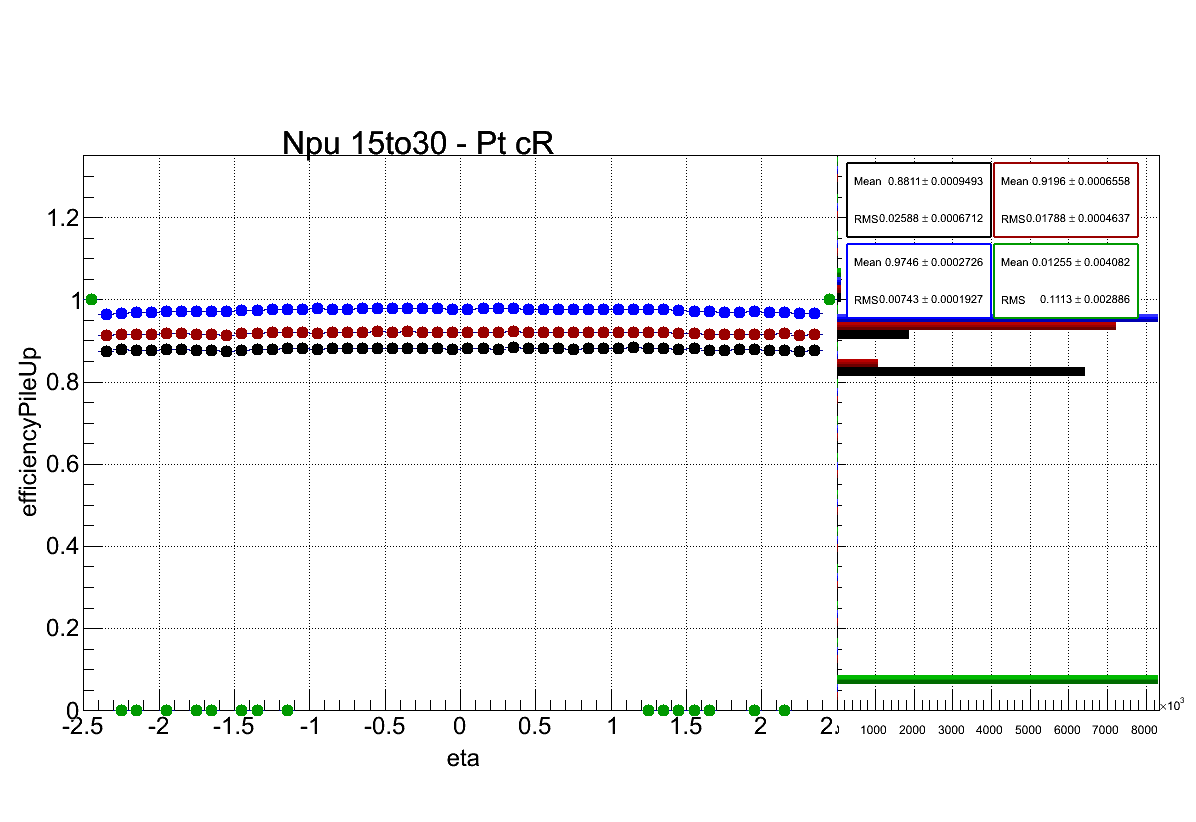 Npu 15to30 - Pt cR
efficiencyPileUp
1.2
1
0.8
0.6
0.4
0.2
0
-2.5 -2 -1.5 -1 -0.5 0 0.5 1 1.5 2
eta
Mean 0.8811 ± 0.0009493
RMS 0.02588 ± 0.0006712
Mean 0.9196 ± 0.0006558
RMS 0.01788 ± 0.0004637
Mean 0.9746 ± 0.0002726
RMS 0.00743 ± 0.0001927
Mean 0.01255 ± 0.004082
RMS 0.1113 ± 0.002886
×10³
1000 2000 3000 4000 5000 6000 7000 8000